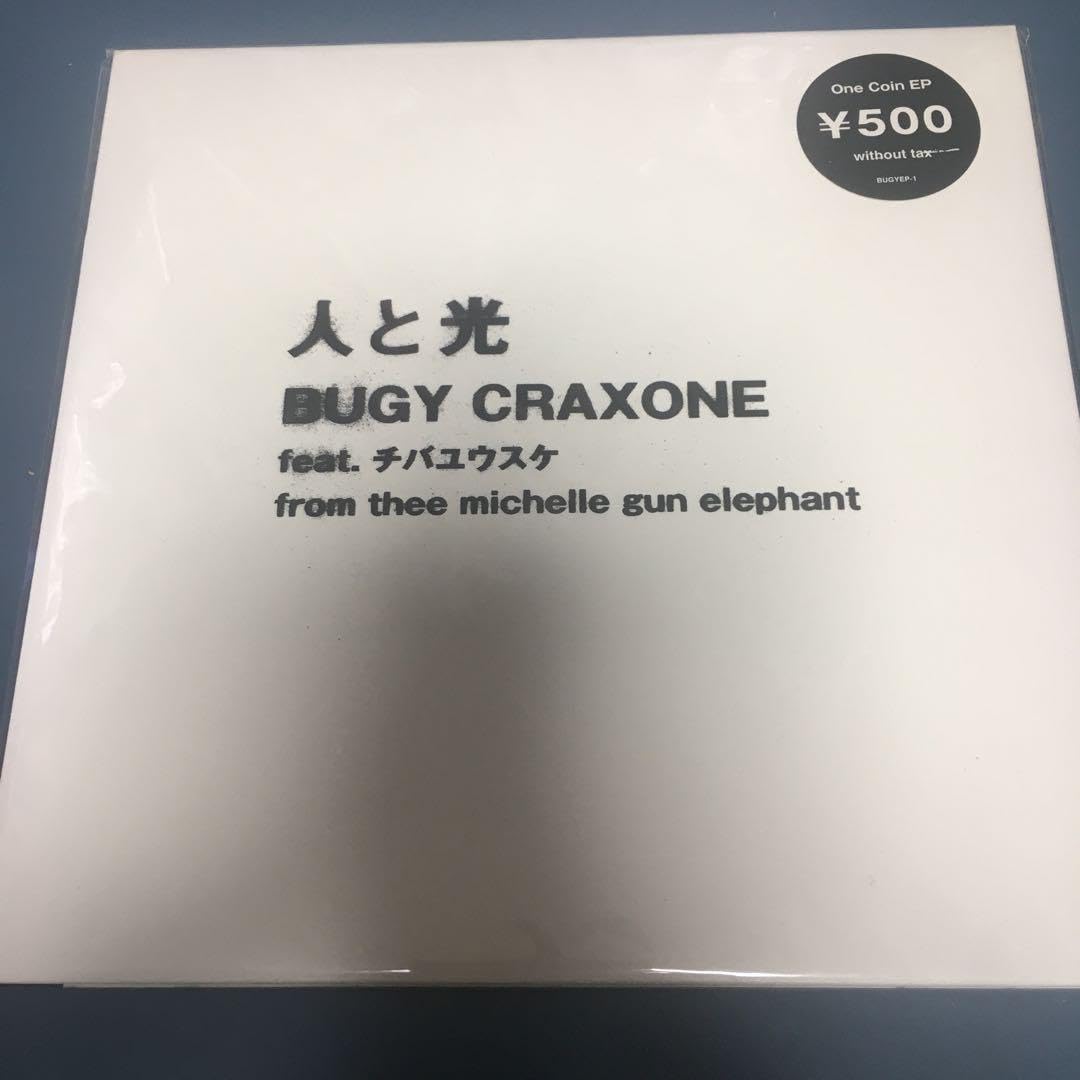 One Coin EP
¥500
without tax
BUGYEP-1
人と光
BUGY CRAXONE
feat. チバユウスケ
from thee michelle gun elephant